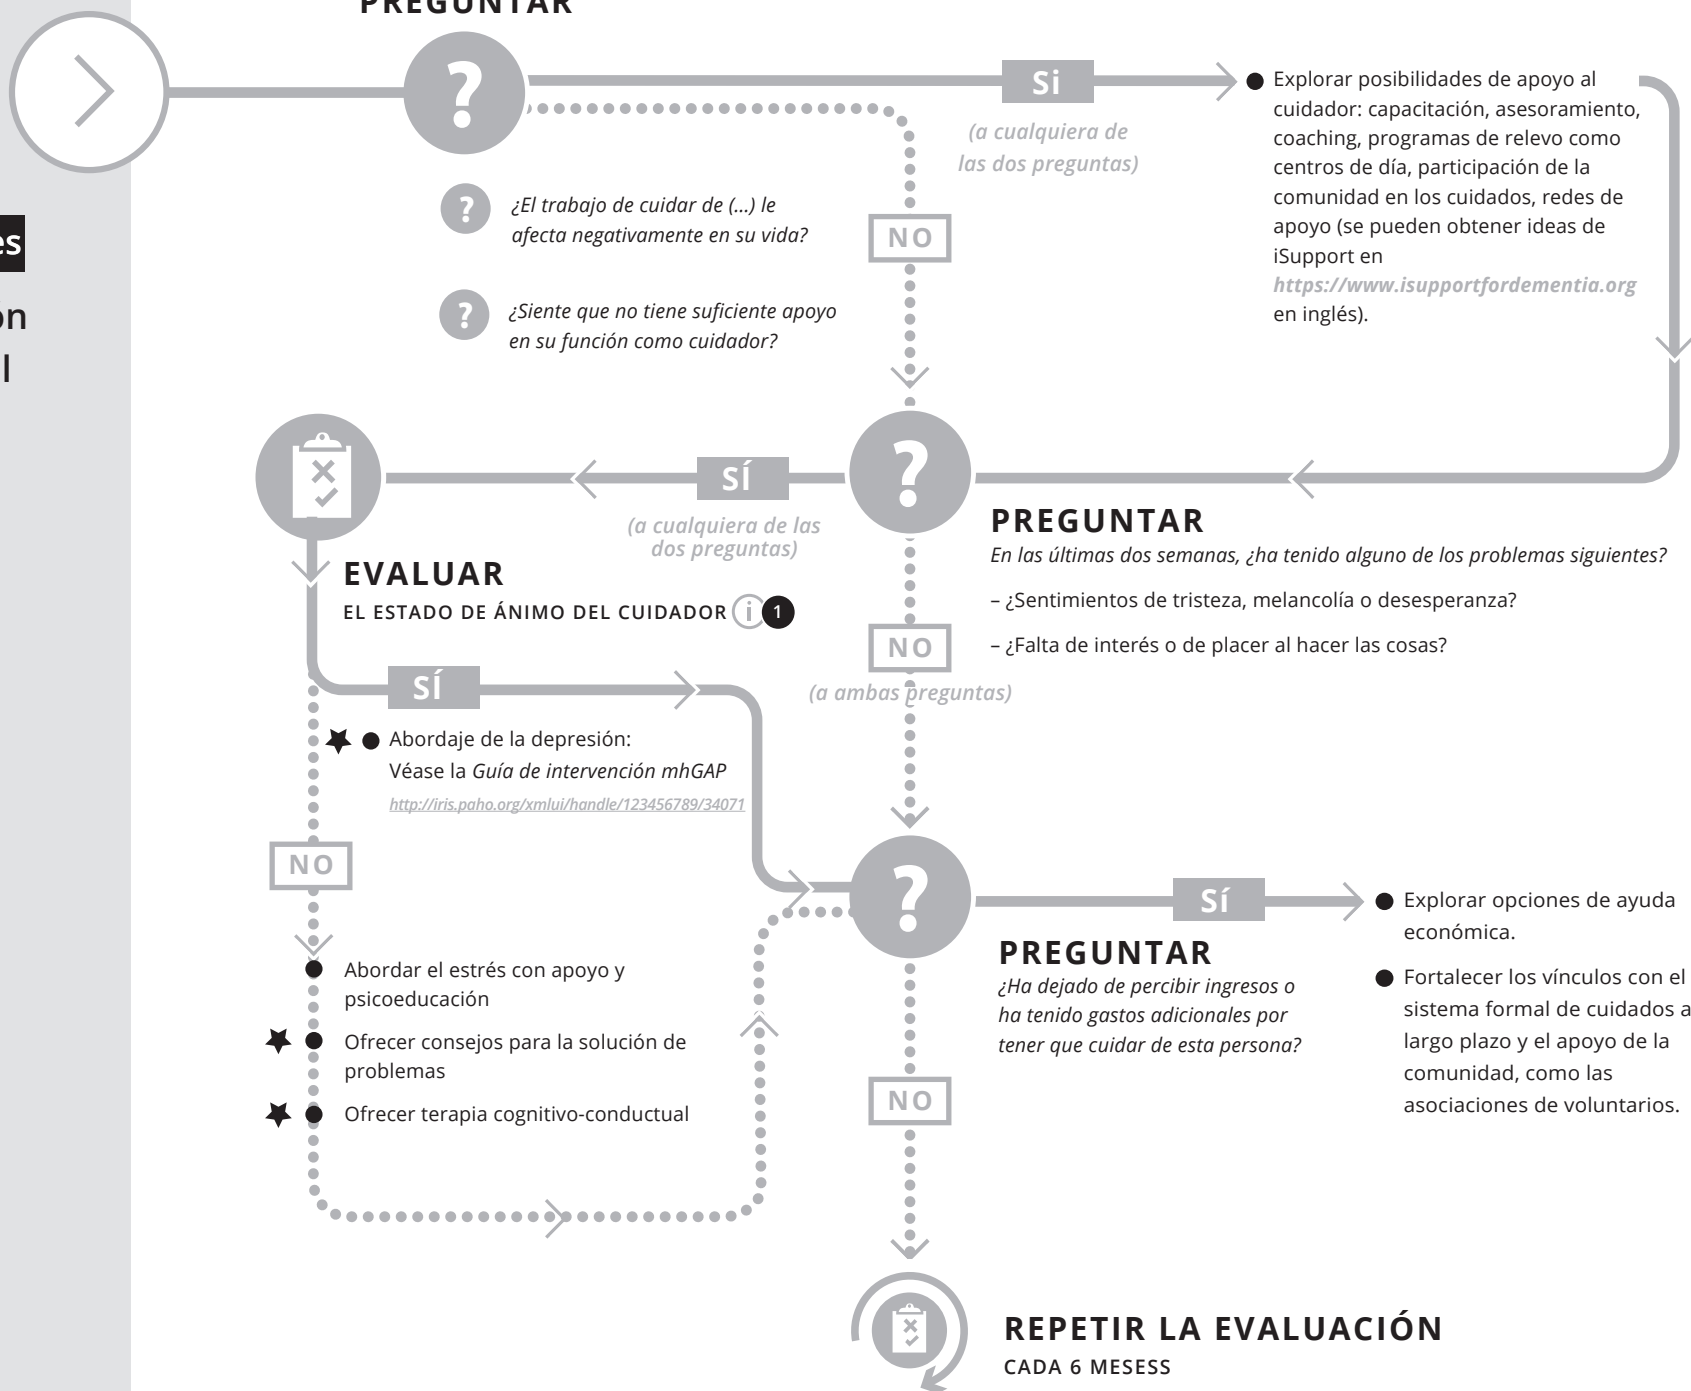 PREGUNTAR
?
Si
(a cualquiera de
las dos preguntas)
● Explorar posibilidades de apoyo al
cuidador: capacitación, asesoramiento,
coaching, programas de relevo como
centros de día, participación de la
comunidad en los cuidados, redes de
apoyo (se pueden obtener ideas de
iSupport en
https://www.isupportfordementia.org
en inglés).
? ¿El trabajo de cuidar de (...) le
afecta negativamente en su vida?
NO
? ¿Siente que no tiene suficiente apoyo
en su función como cuidador?
es
ón
l
?
SÍ
(a cualquiera de las
dos preguntas)
PREGUNTAR
En las últimas dos semanas, ¿ha tenido alguno de los problemas siguientes?
– ¿Sentimientos de tristeza, melancolía o desesperanza?
– ¿Falta de interés o de placer al hacer las cosas?
EVALUAR
EL ESTADO DE ÁNIMO DEL CUIDADOR i 1
NO
(a ambas preguntas)
SÍ
● Abordaje de la depresión:
Véase la Guía de intervención mhGAP
http://iris.paho.org/xmlui/handle/123456789/34071
NO
● Abordar el estrés con apoyo y
psicoeducación
● Ofrecer consejos para la solución de
problemas
● Ofrecer terapia cognitivo-conductual
?
PREGUNTAR
¿Ha dejado de percibir ingresos o
ha tenido gastos adicionales por
tener que cuidar de esta persona?
Sí
● Explorar opciones de ayuda
económica.
● Fortalecer los vínculos con el
sistema formal de cuidados a
largo plazo y el apoyo de la
comunidad, como las
asociaciones de voluntarios.
NO
REPETIR LA EVALUACIÓN
CADA 6 MESESS